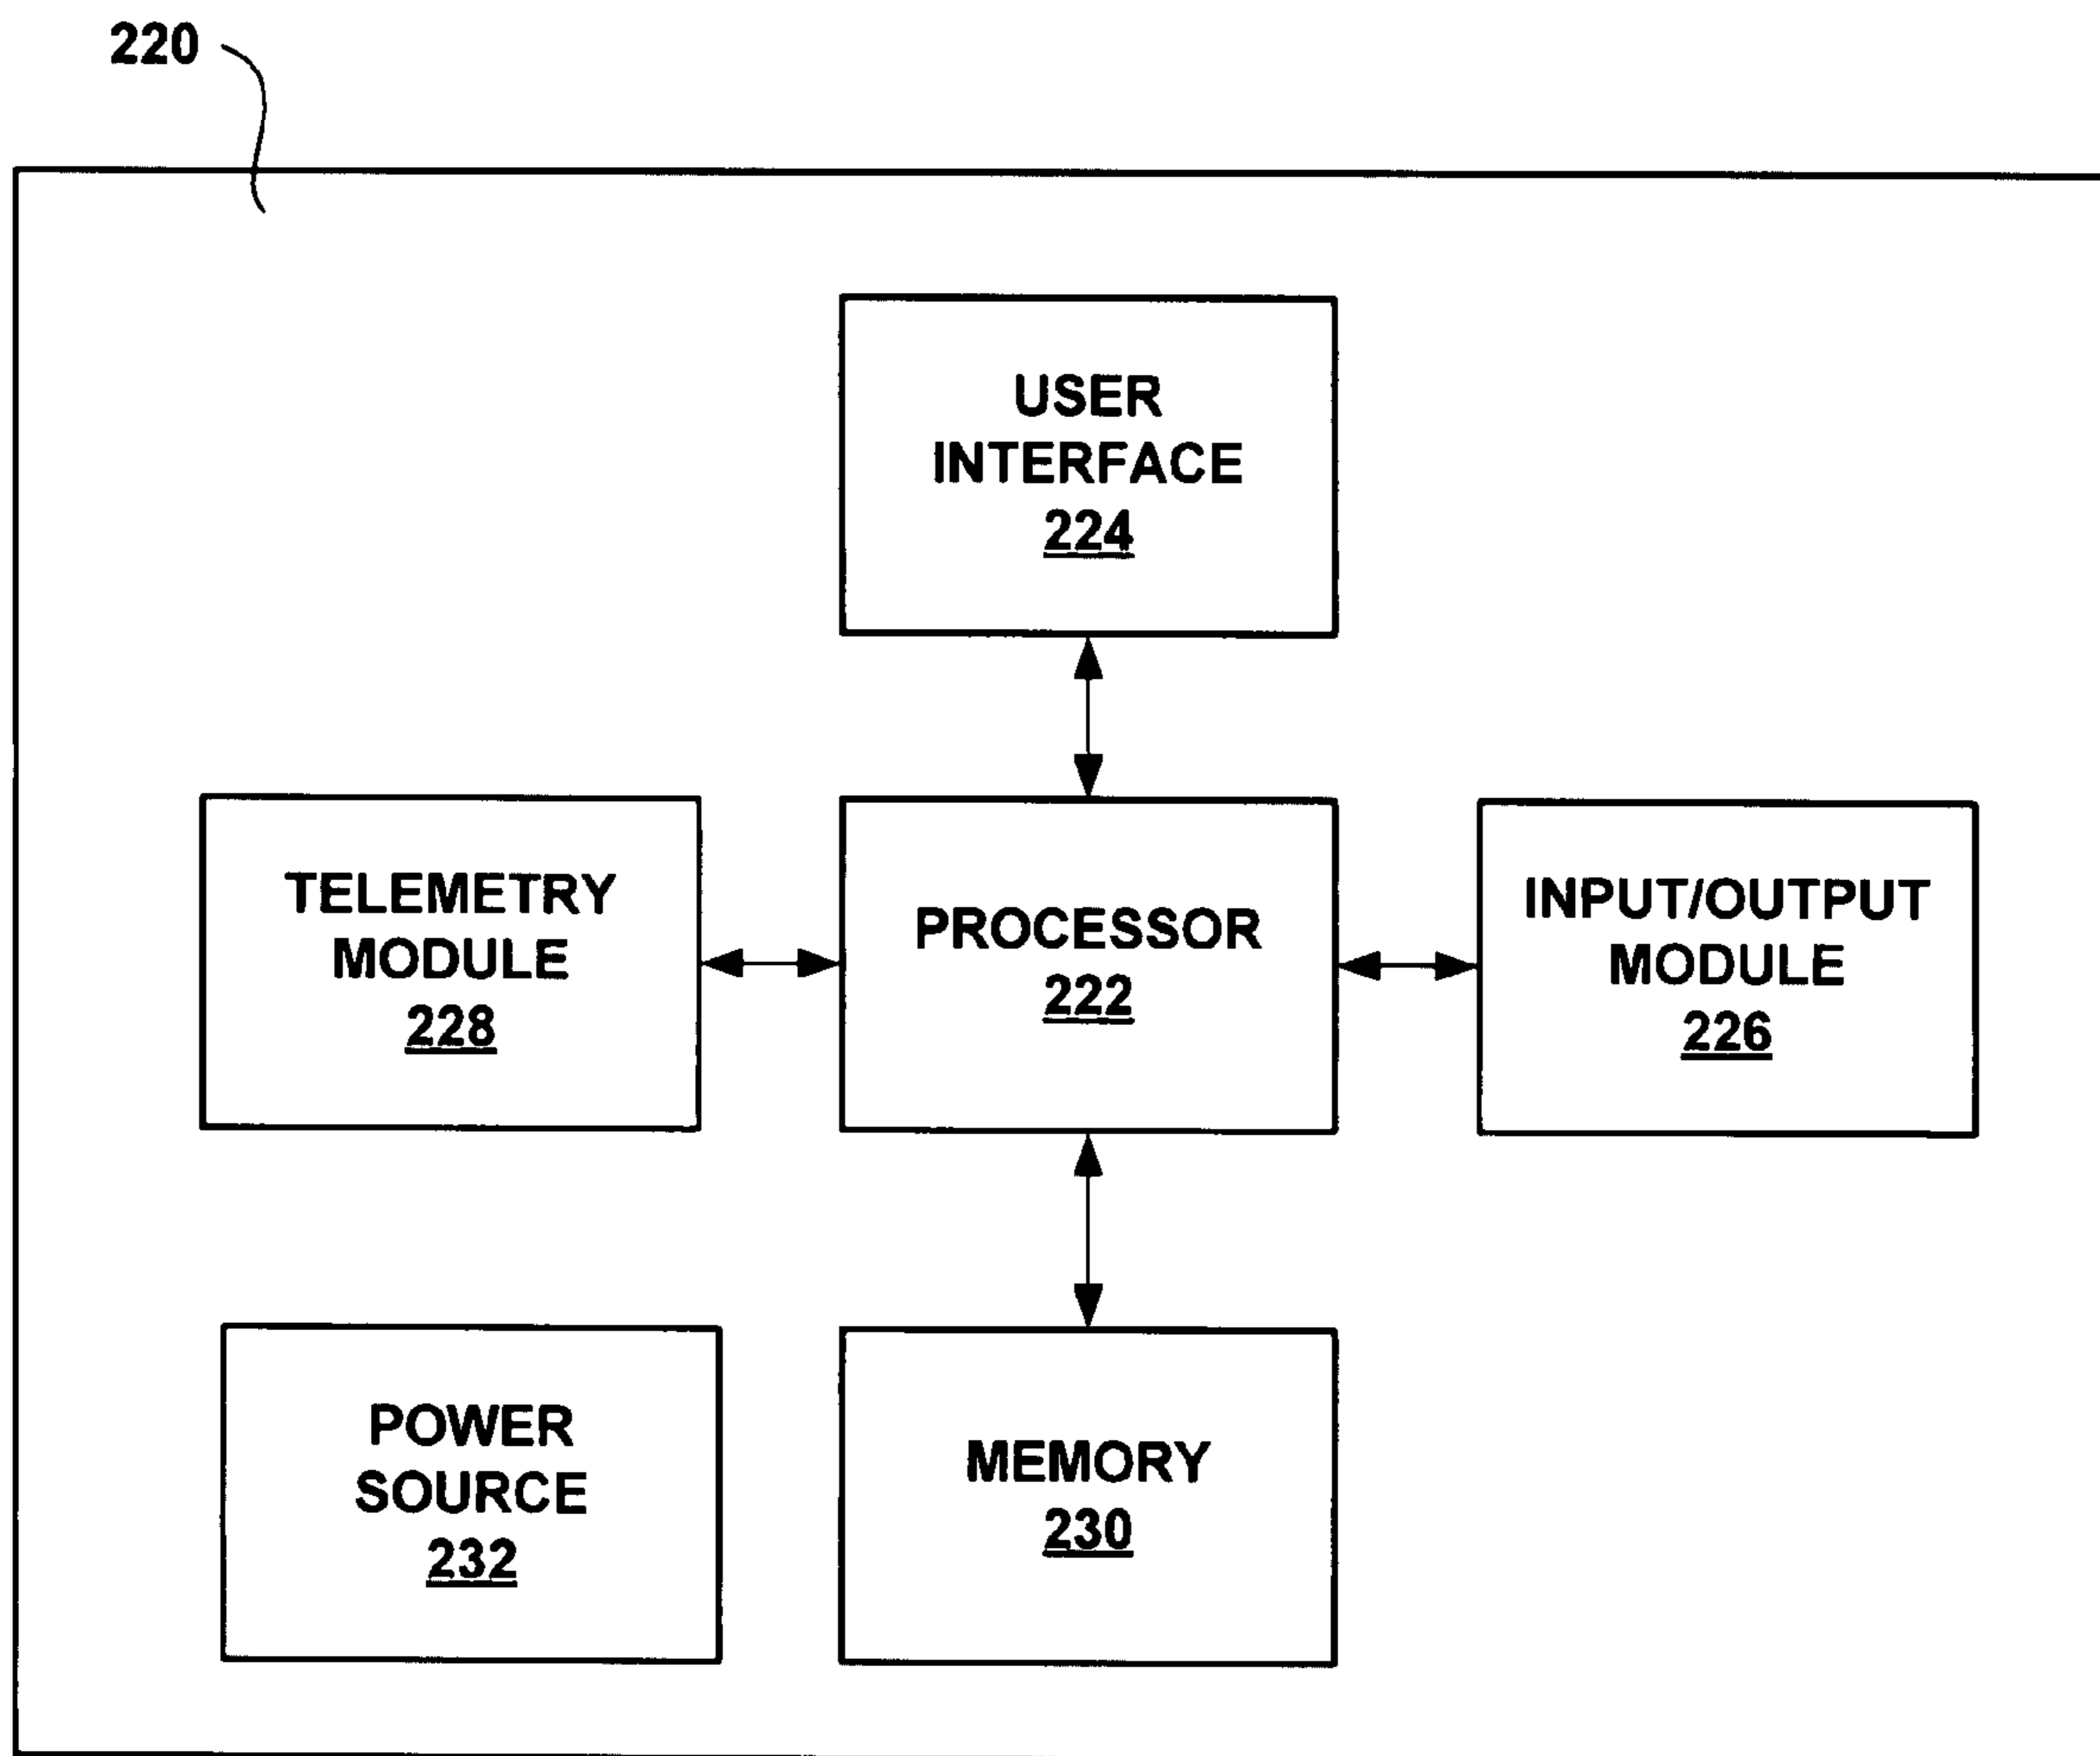 220
USER
INTERFACE
224
TELEMETRY
MODULE
228
PROCESSOR
222
INPUT/OUTPUT
MODULE
226
POWER
SOURCE
232
MEMORY
230